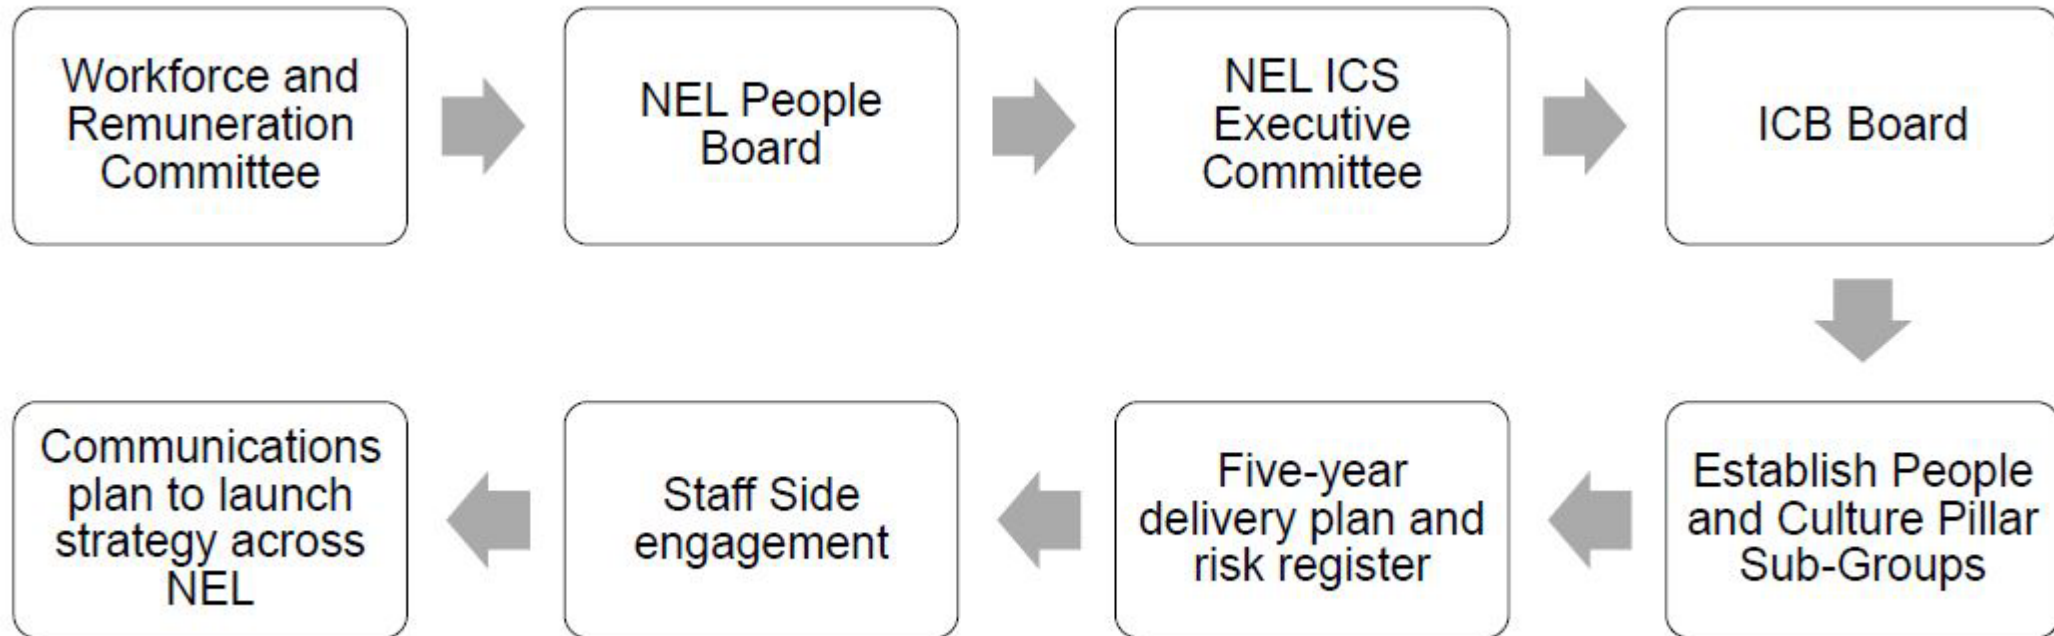 Workforce and
Remuneration
Committee
NEL People
Board
NEL ICS
Executive
Committee
ICB Board
Establish People
and Culture Pillar
Sub-Groups
Five-year
delivery plan and
risk register
Staff Side
engagement
Communications
plan to launch
strategy across
NEL